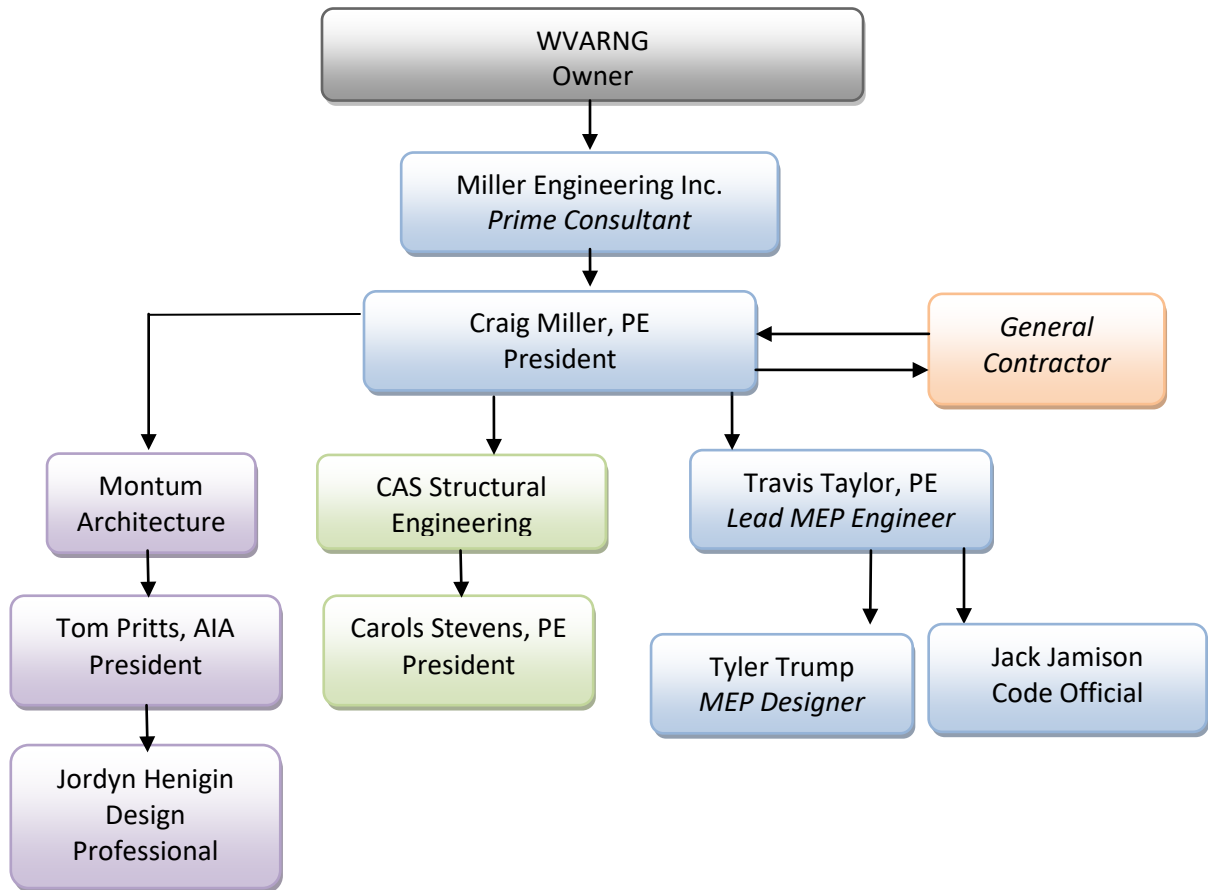 WVARNG
Owner
Miller Engineering Inc.
Prime Consultant
Craig Miller, PE
President
General
Contractor
Montum
Architecture
CAS Structural
Engineering
Travis Taylor, PE
Lead MEP Engineer
Tom Pritts, AIA
President
Carols Stevens, PE
President
Tyler Trump
MEP Designer
Jack Jamison
Code Official
Jordyn Henigin
Design
Professional